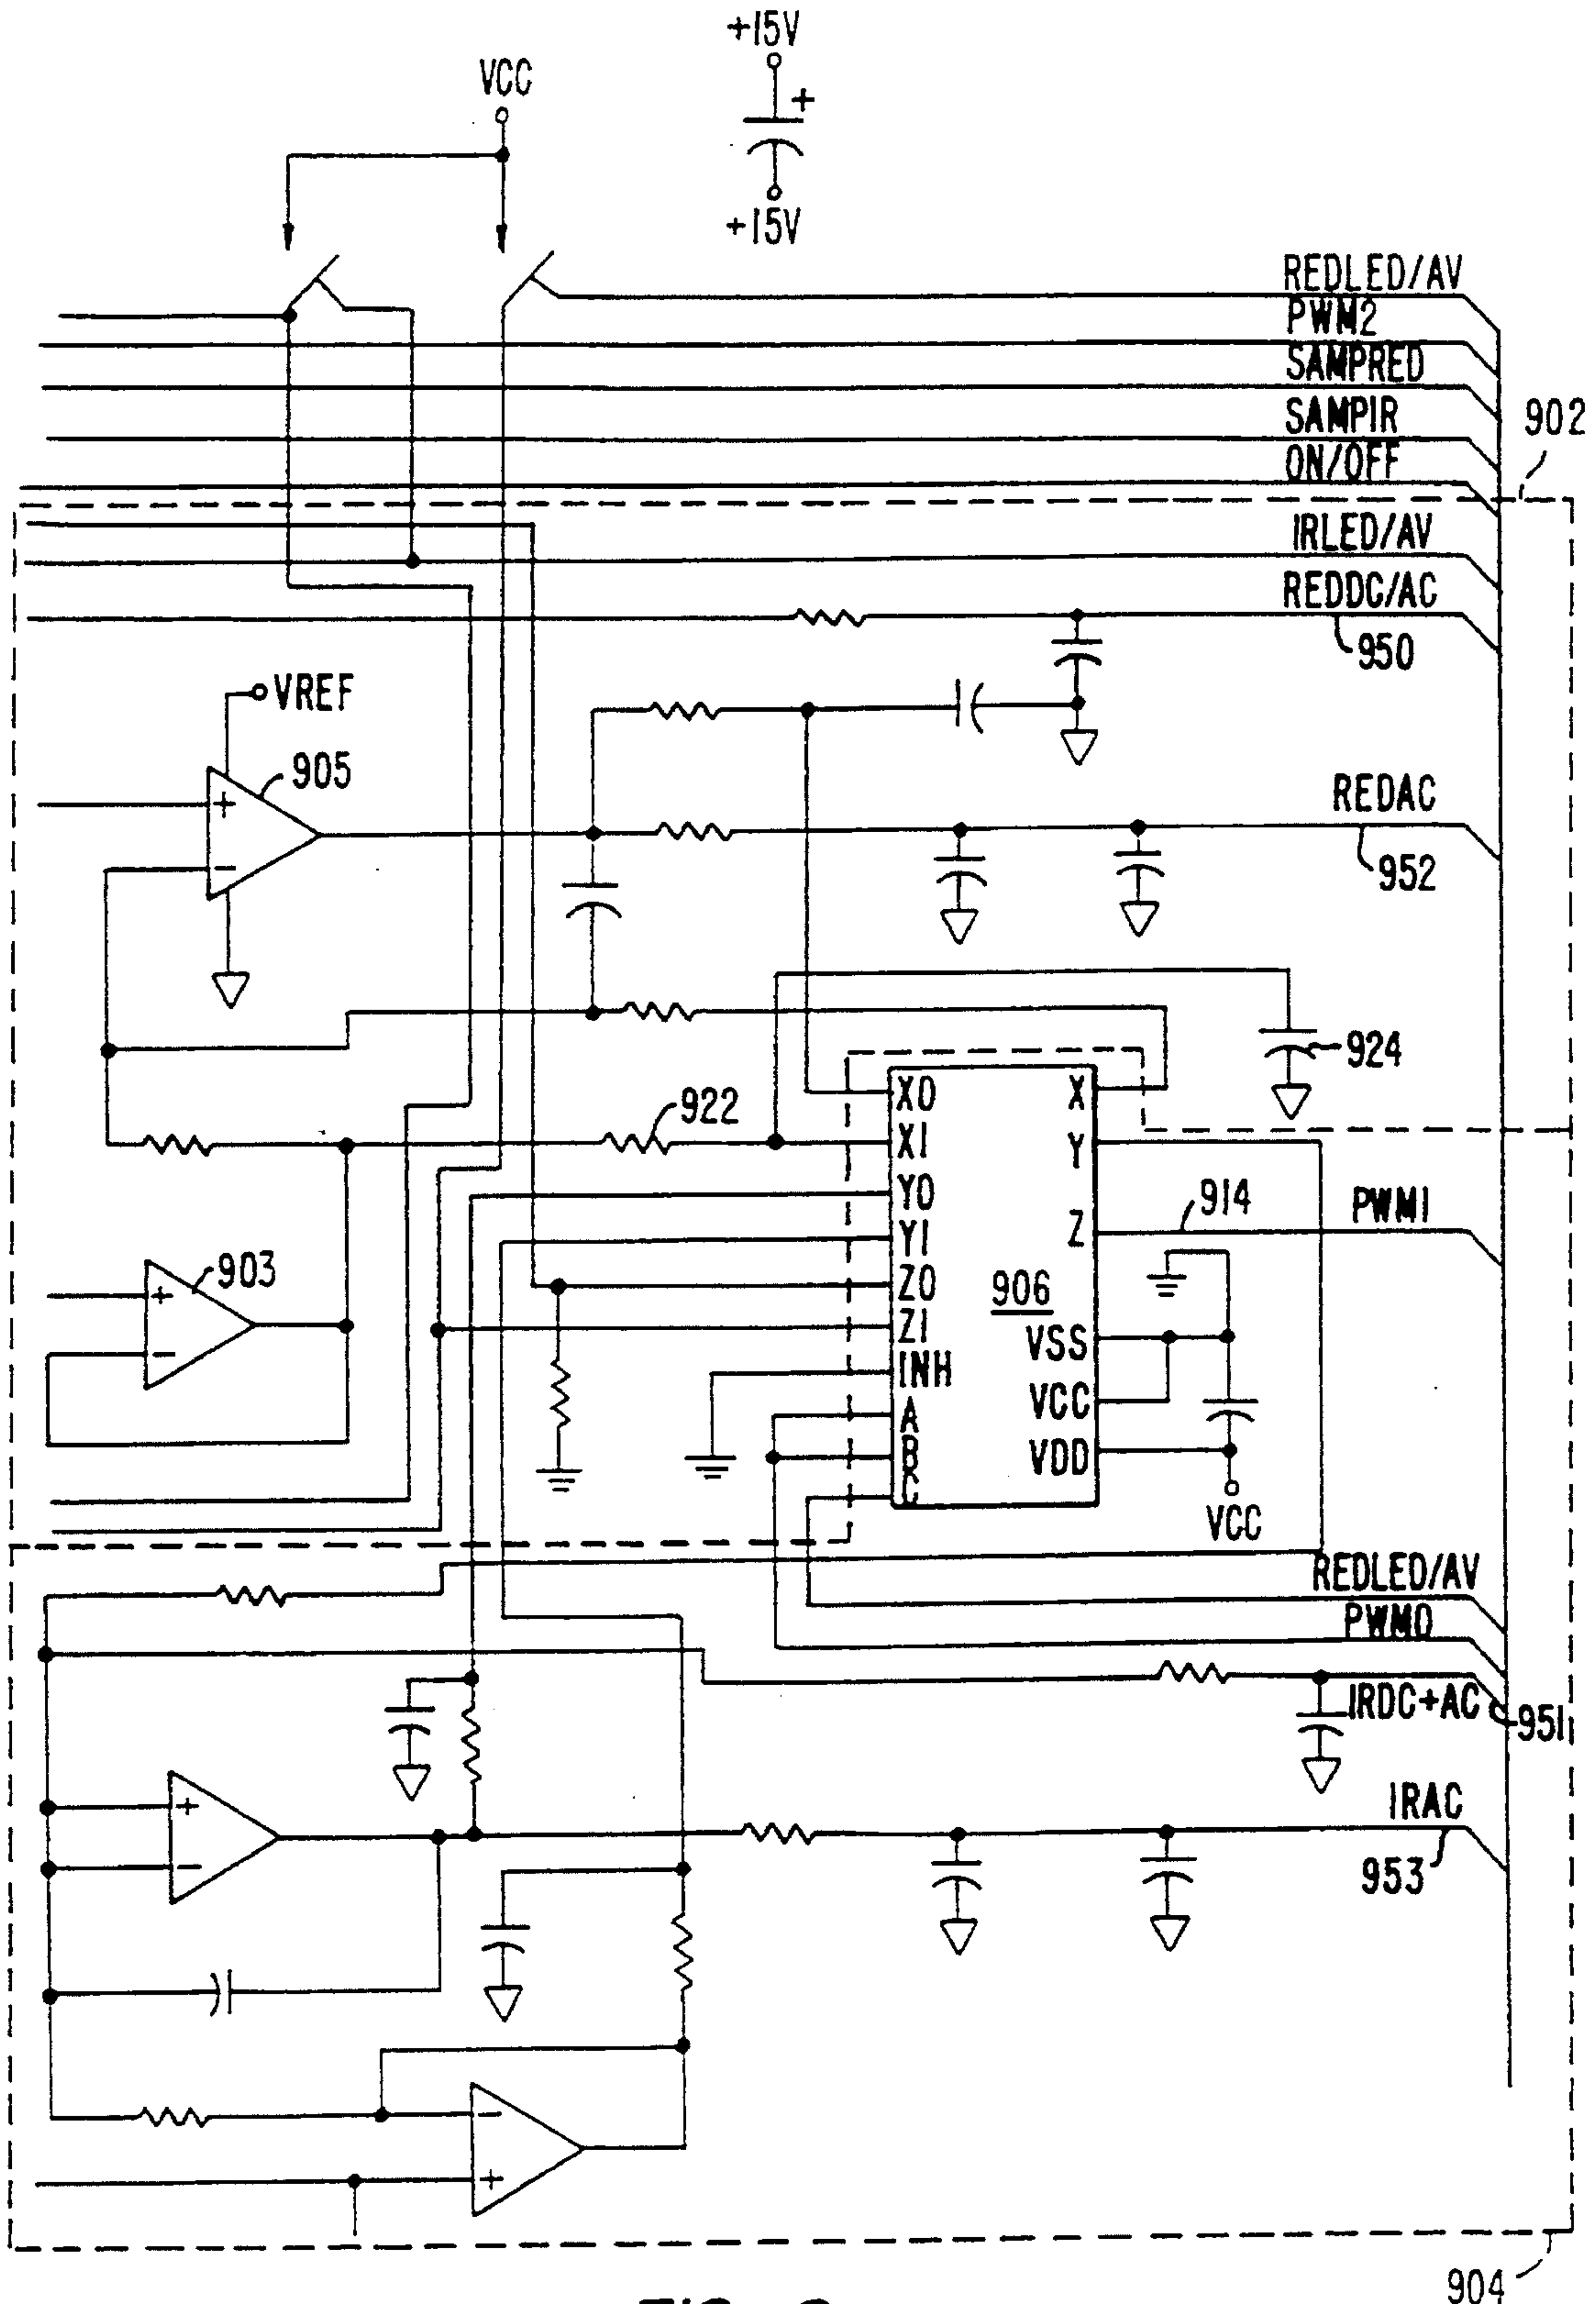 +15V
VCC
+
+15V
REDLED/AV
PWM2
SAMPRED
SAMPIR
ON/OFF
902
IRLED/AV
REDDC/AC
950
VREF
905
+
−
REDAC
952
924
922
X0
X1
Y0
Y1
Z0
Z1
INH
A
B
C
X
Y
Z
906
VSS
VCC
VDD
914
PWM1
903
+
−
VCC
REDLED/AV
PWM0
IRDC+AC
951
+
−
IRAC
953
−
+
904